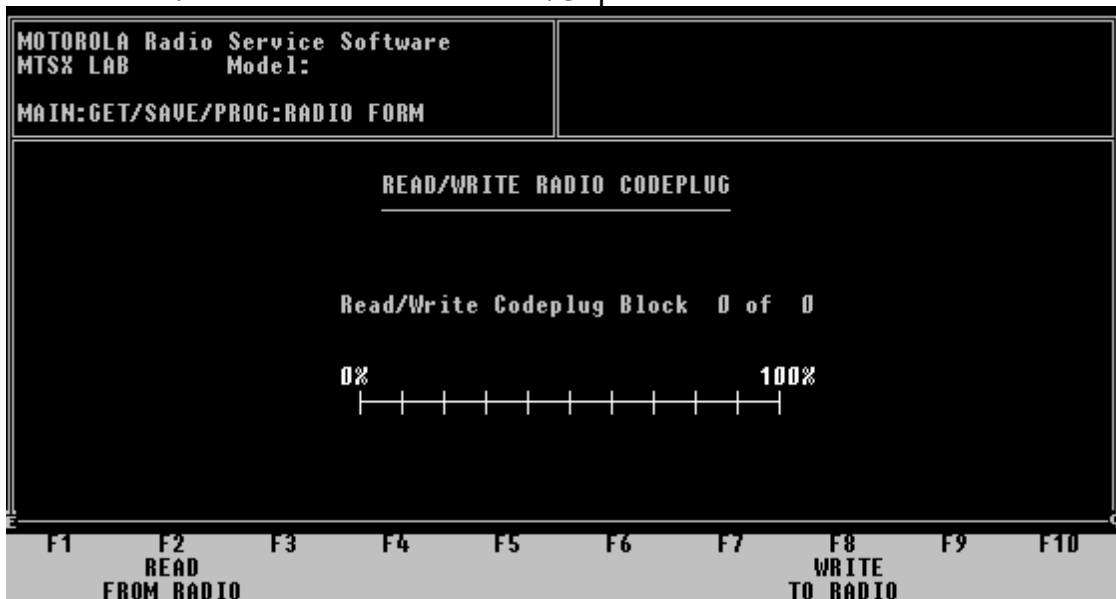 MOTOROLA Radio Service Software
MTSX LAB Model:
MAIN:GET/SAVE/PROG:RADIO FORM
READ/WRITE RADIO CODEPLUG
Read/Write Codeplug Block 0 of 0
0% 100%
F1 F2 F3 F4 F5 F6 F7 F8 F9 F10
READ WRITE
FROM RADIO TO RADIO